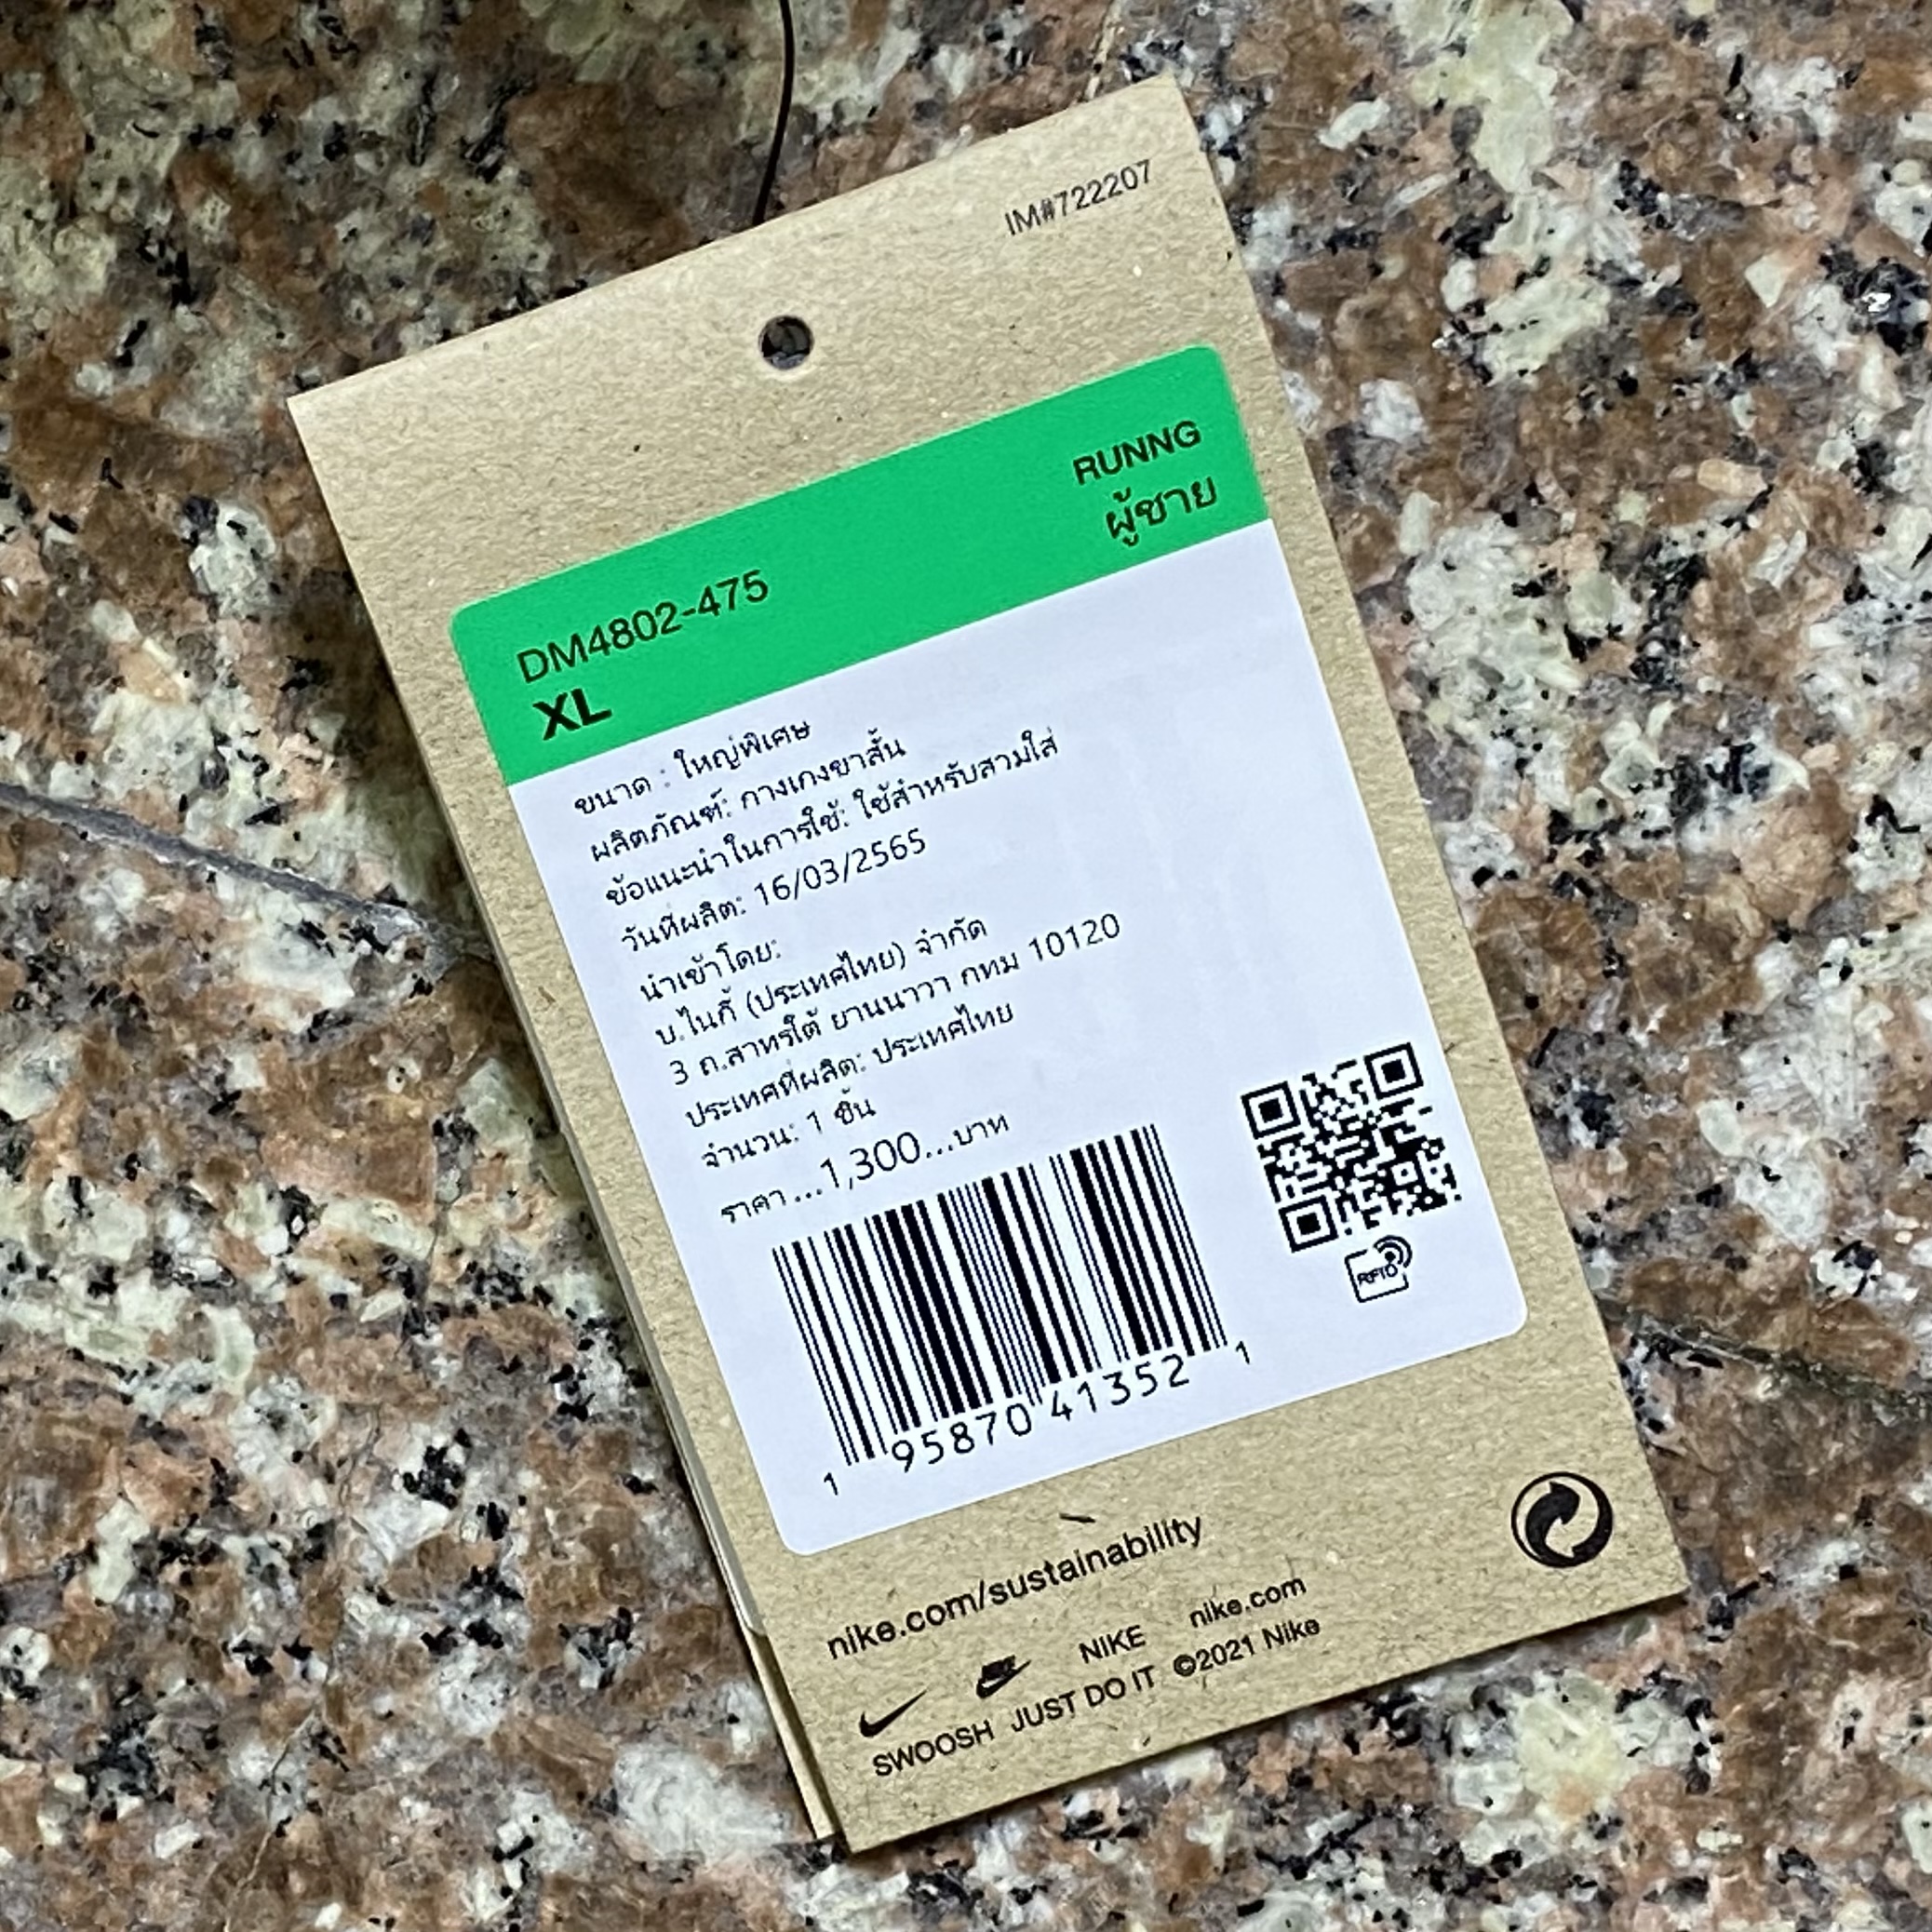 IM#722207
RUNNG
ผู้ชาย
DM4802-475
XL
ขนาด : ใหญ่พิเศษ
ผลิตภัณฑ์: กางเกงขาสั้น
ข้อแนะนำในการใช้: ใช้สำหรับสวมใส่
วันที่ผลิต: 16/03/2565
นำเข้าโดย:
บ.ไนกี้ (ประเทศไทย) จำกัด
3 ถ.สาทรใต้ ยานนาวา กทม 10120
ประเทศที่ผลิต: ประเทศไทย
จำนวน: 1 ชิ้น
ราคา ...1,300...บาท
RFID
1 95870 41352 1
nike.com/sustainability
NIKE nike.com
SWOOSH JUST DO IT ©2021 Nike